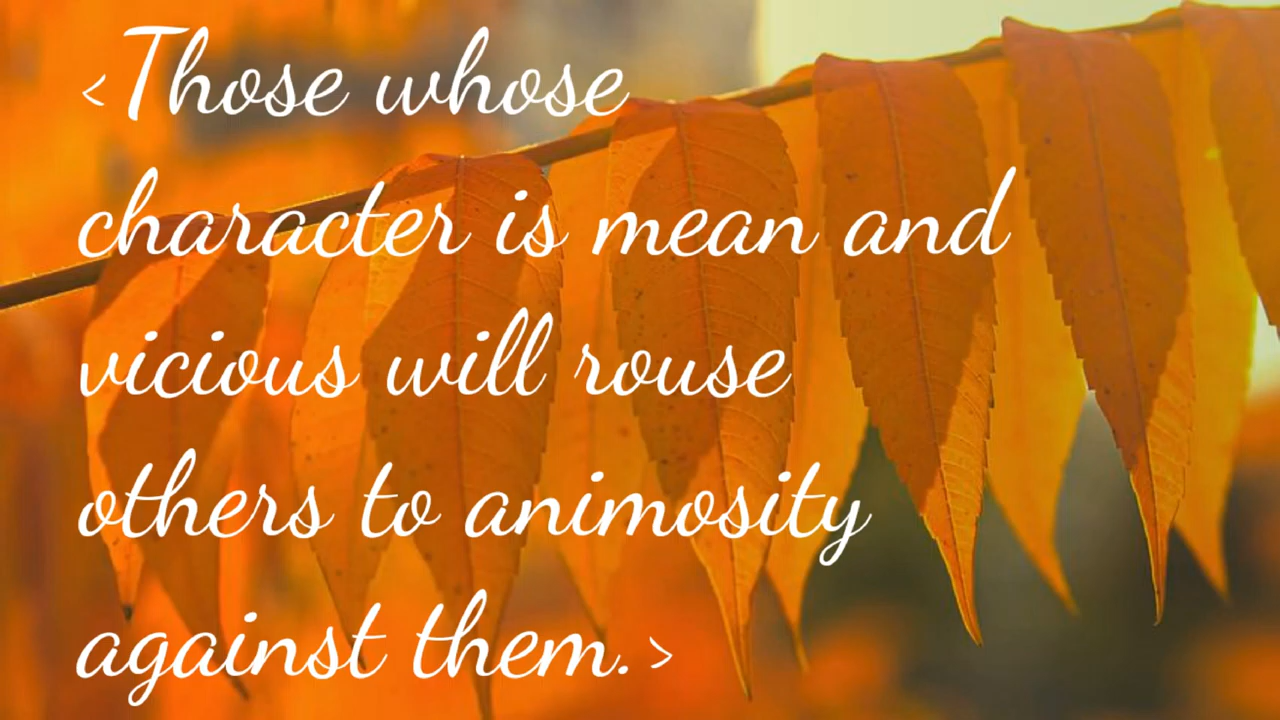 <Those whose
character is mean and
vicious will rouse
others to animosity
against them.>